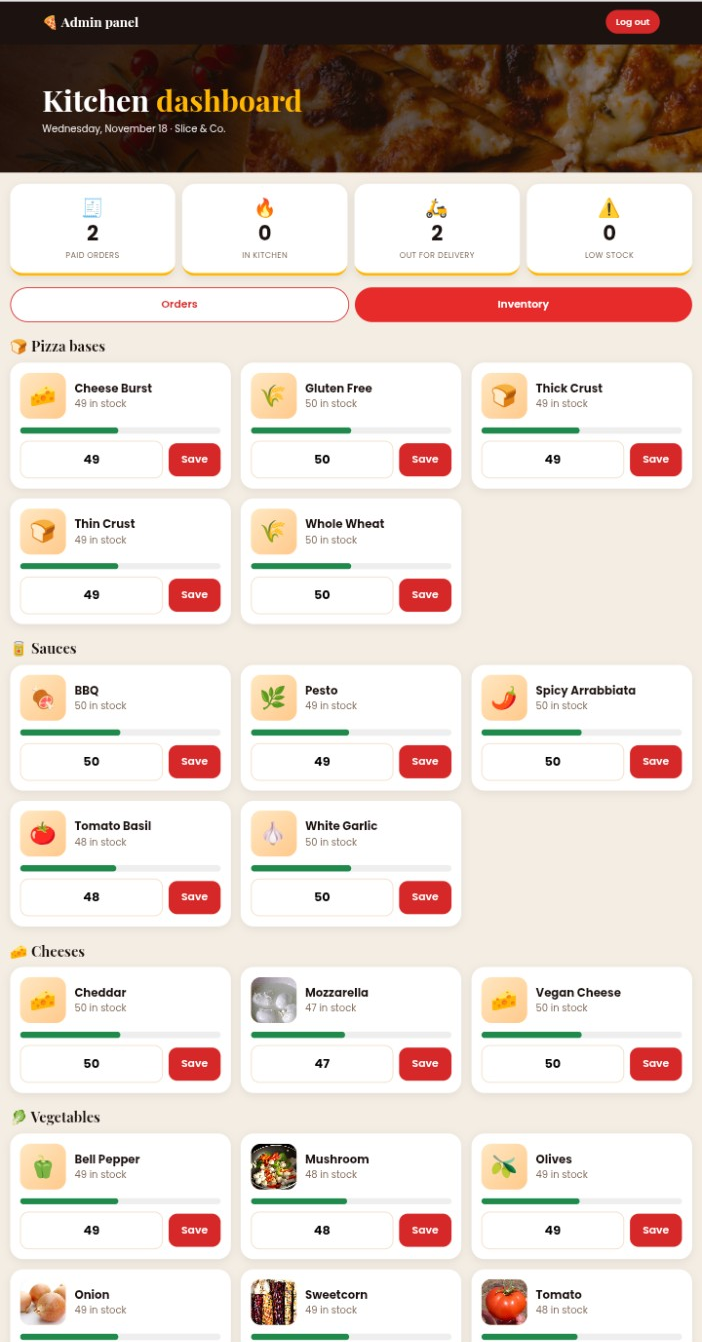 Admin panel
Log out
Kitchen dashboard
Wednesday, November 18 · Slice & Co.
2
PAID ORDERS
0
IN KITCHEN
2
OUT FOR DELIVERY
0
LOW STOCK
Orders
Inventory
Pizza bases
Cheese Burst
49 in stock
49
Save
Gluten Free
50 in stock
50
Save
Thick Crust
49 in stock
49
Save
Thin Crust
49 in stock
49
Save
Whole Wheat
50 in stock
50
Save
Sauces
BBQ
50 in stock
50
Save
Pesto
49 in stock
49
Save
Spicy Arrabbiata
50 in stock
50
Save
Tomato Basil
48 in stock
48
Save
White Garlic
50 in stock
50
Save
Cheeses
Cheddar
50 in stock
50
Save
Mozzarella
47 in stock
47
Save
Vegan Cheese
50 in stock
50
Save
Vegetables
Bell Pepper
49 in stock
49
Save
Mushroom
48 in stock
48
Save
Olives
49 in stock
49
Save
Onion
49 in stock
Sweetcorn
49 in stock
Tomato
48 in stock